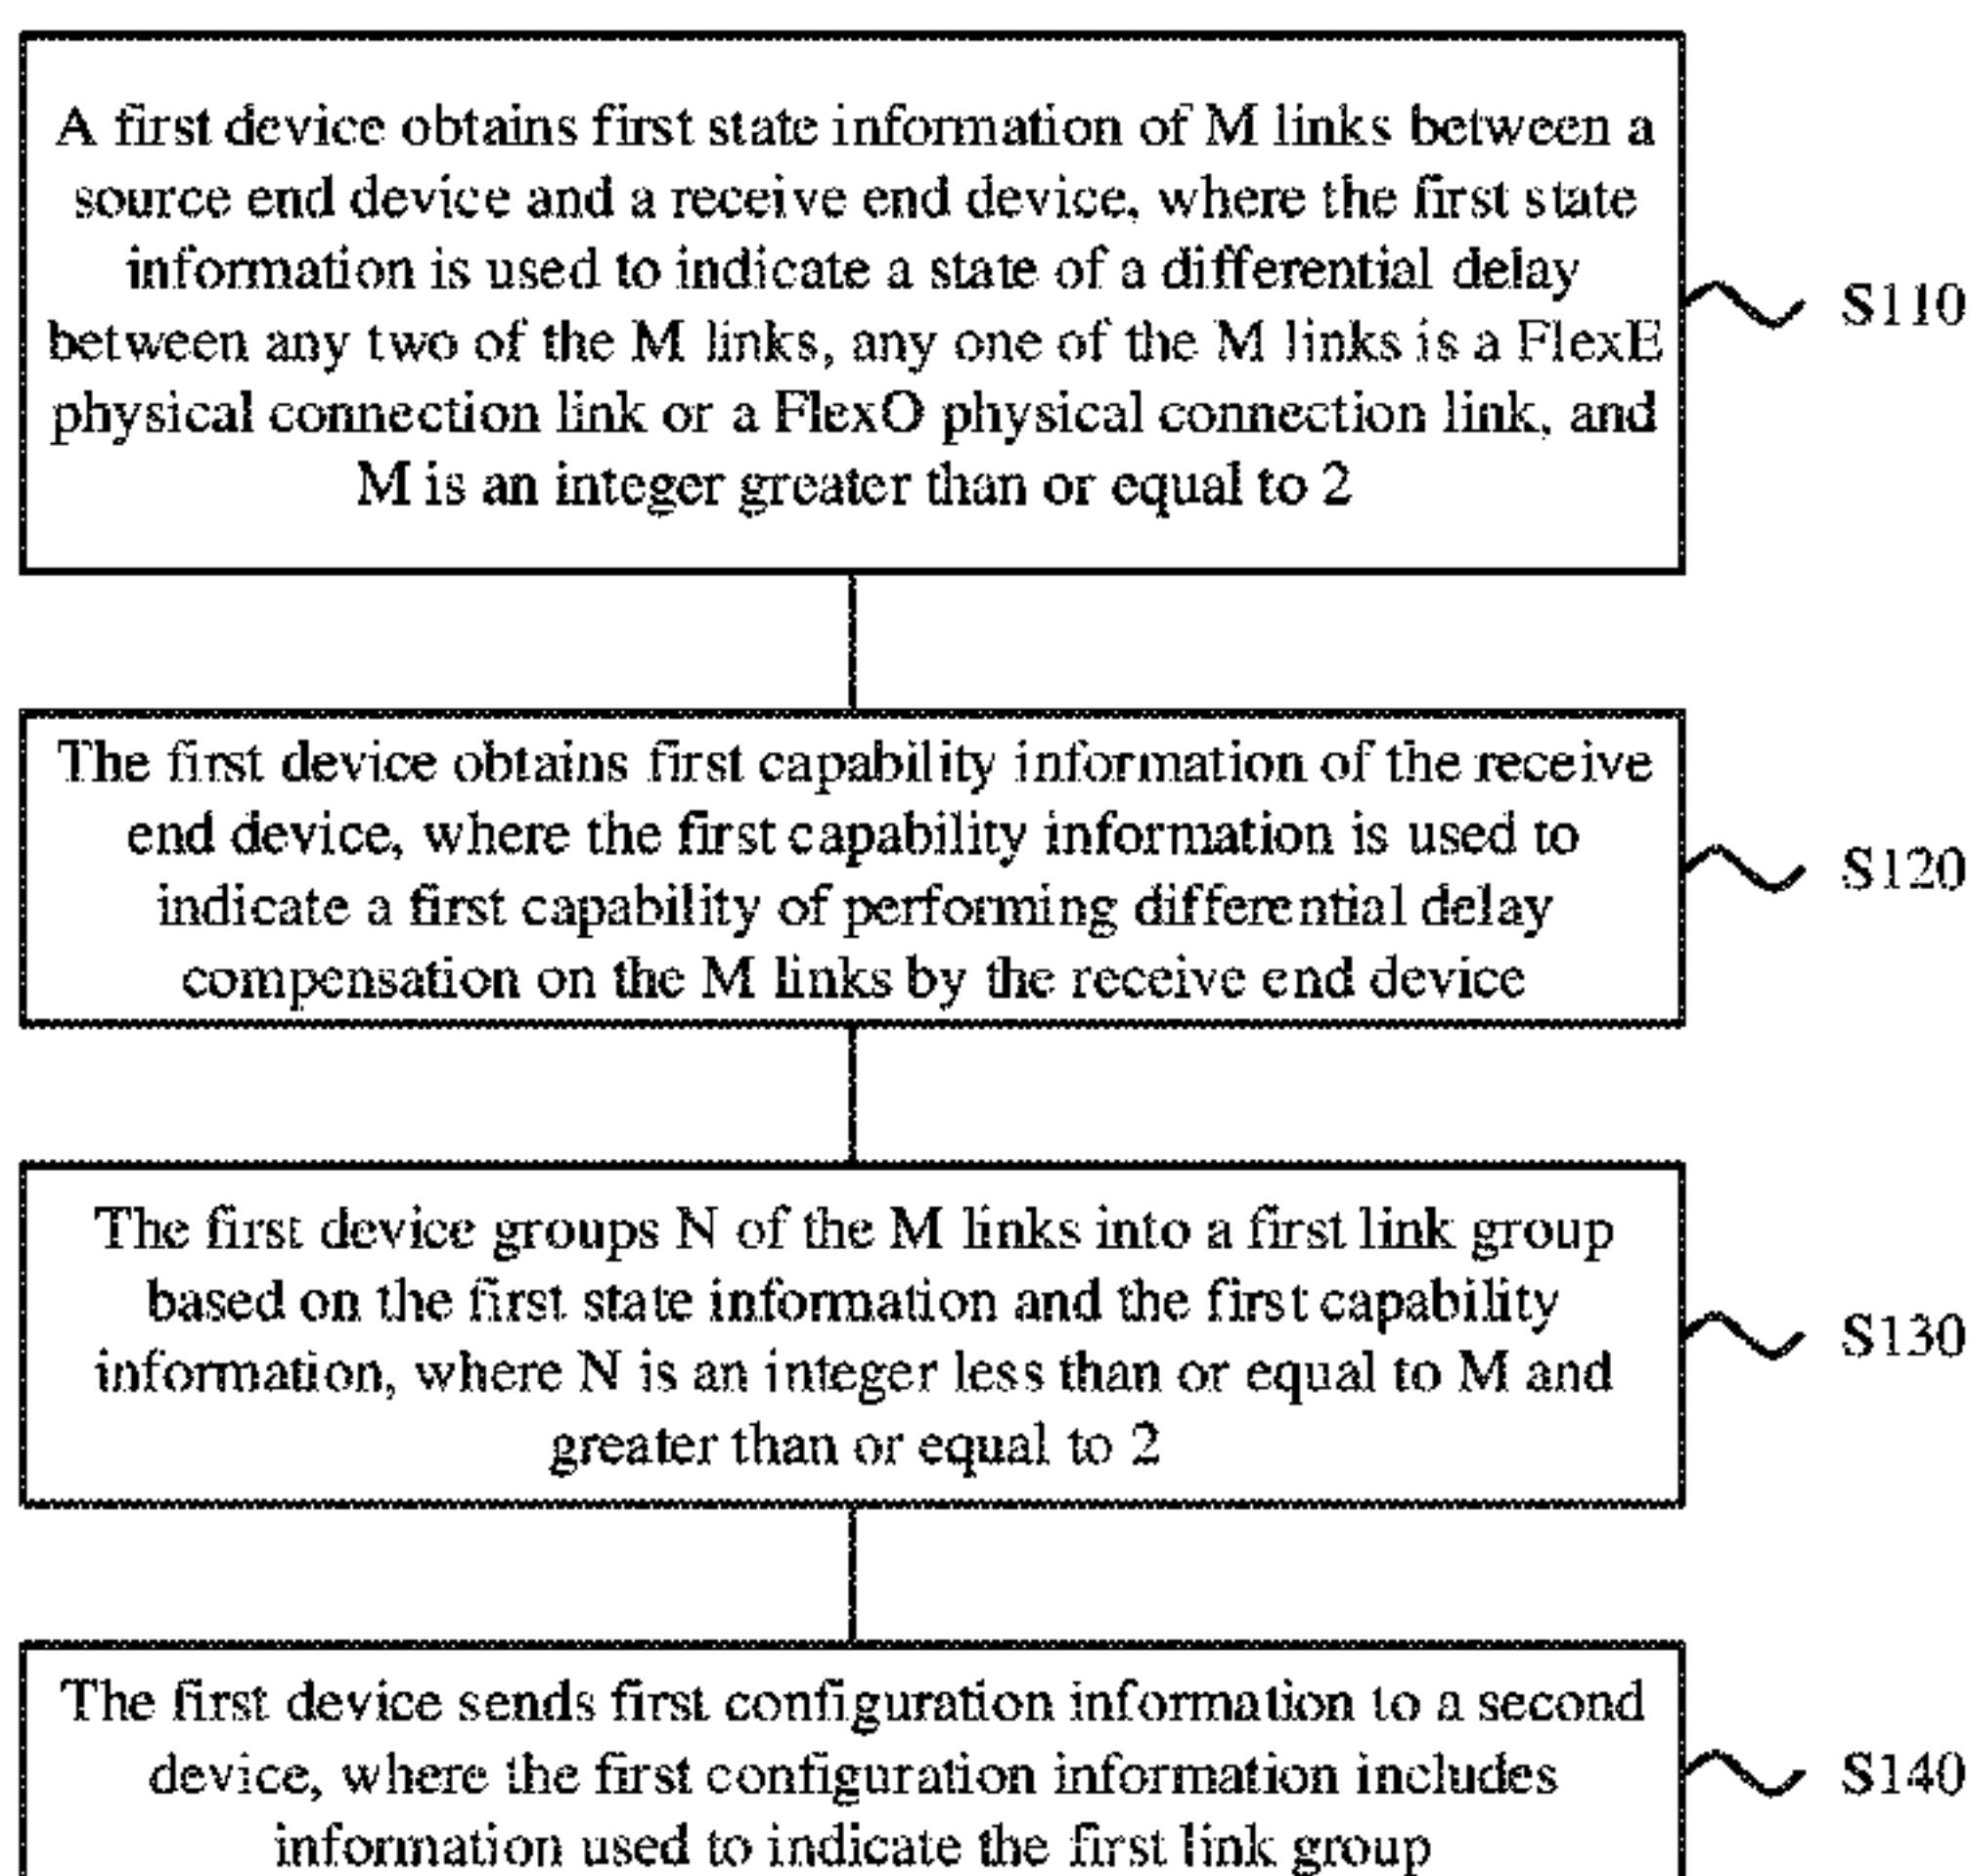 A first device obtains first state information of M links between a
source end device and a receive end device, where the first state
information is used to indicate a state of a differential delay
between any two of the M links, any one of the M links is a FlexE
physical connection link or a FlexO physical connection link, and
M is an integer greater than or equal to 2
S110
The first device obtains first capability information of the receive
end device, where the first capability information is used to
indicate a first capability of performing differential delay
compensation on the M links by the receive end device
S120
The first device groups N of the M links into a first link group
based on the first state information and the first capability
information, where N is an integer less than or equal to M and
greater than or equal to 2
S130
The first device sends first configuration information to a second
device, where the first configuration information includes
information used to indicate the first link group
S140